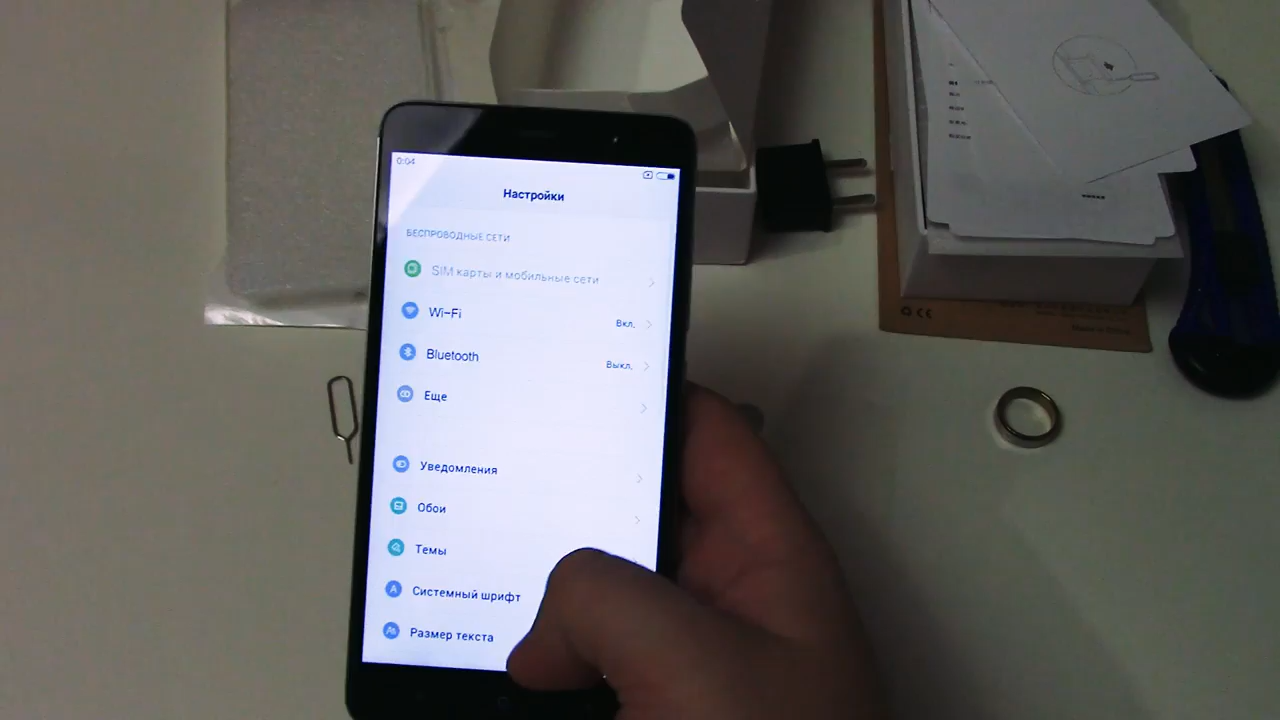 0:04
Настройки
БЕСПРОВОДНЫЕ СЕТИ
SIM карты и мобильные сети
Wi-Fi
Вкл.
Bluetooth
Выкл.
Еще
Уведомления
Обои
Темы
Системный шрифт
Размер текста